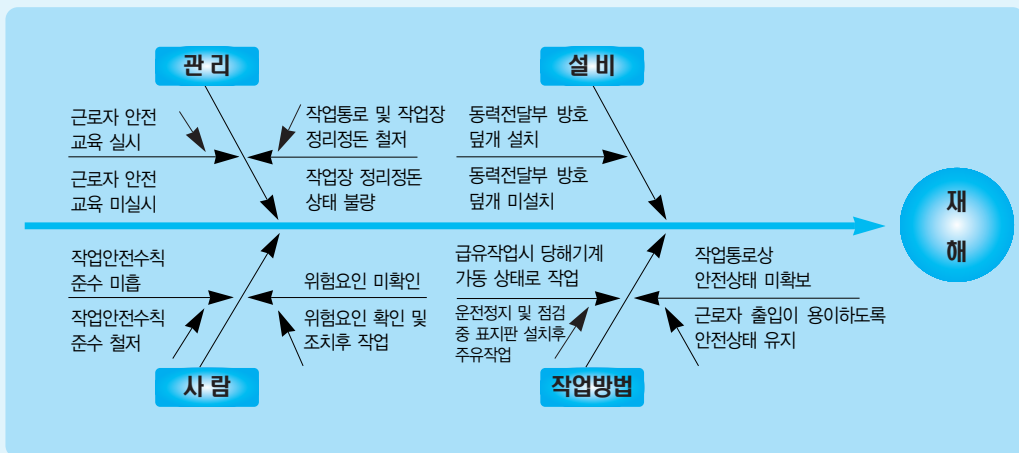 관 리
설 비
근로자 안전
교육 실시
작업통로 및 작업장
정리정돈 철저
동력전달부 방호
덮개 설치
근로자 안전
교육 미실시
작업장 정리정돈
상태 불량
동력전달부 방호
덮개 미설치
재
해
작업안전수칙
준수 미흡
위험요인 미확인
급유작업시 당해기계
가동 상태로 작업
작업통로상
안전상태 미확보
작업안전수칙
준수 철저
위험요인 확인 및
조치후 작업
운전정지 및 점검
중 표지판 설치후
주유작업
근로자 출입이 용이하도록
안전상태 유지
사 람
작업방법